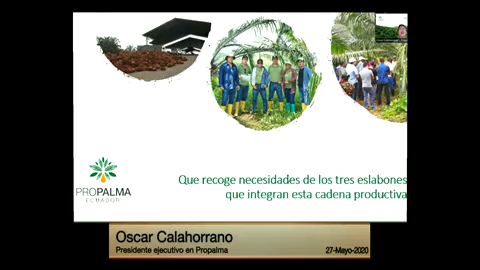 Que recoge necesidades de los tres eslabones
que integran esta cadena productiva
PROPALMA
ECUADOR
Oscar Calahorrano
Presidente ejecutivo en Propalma
27-Mayo-2020